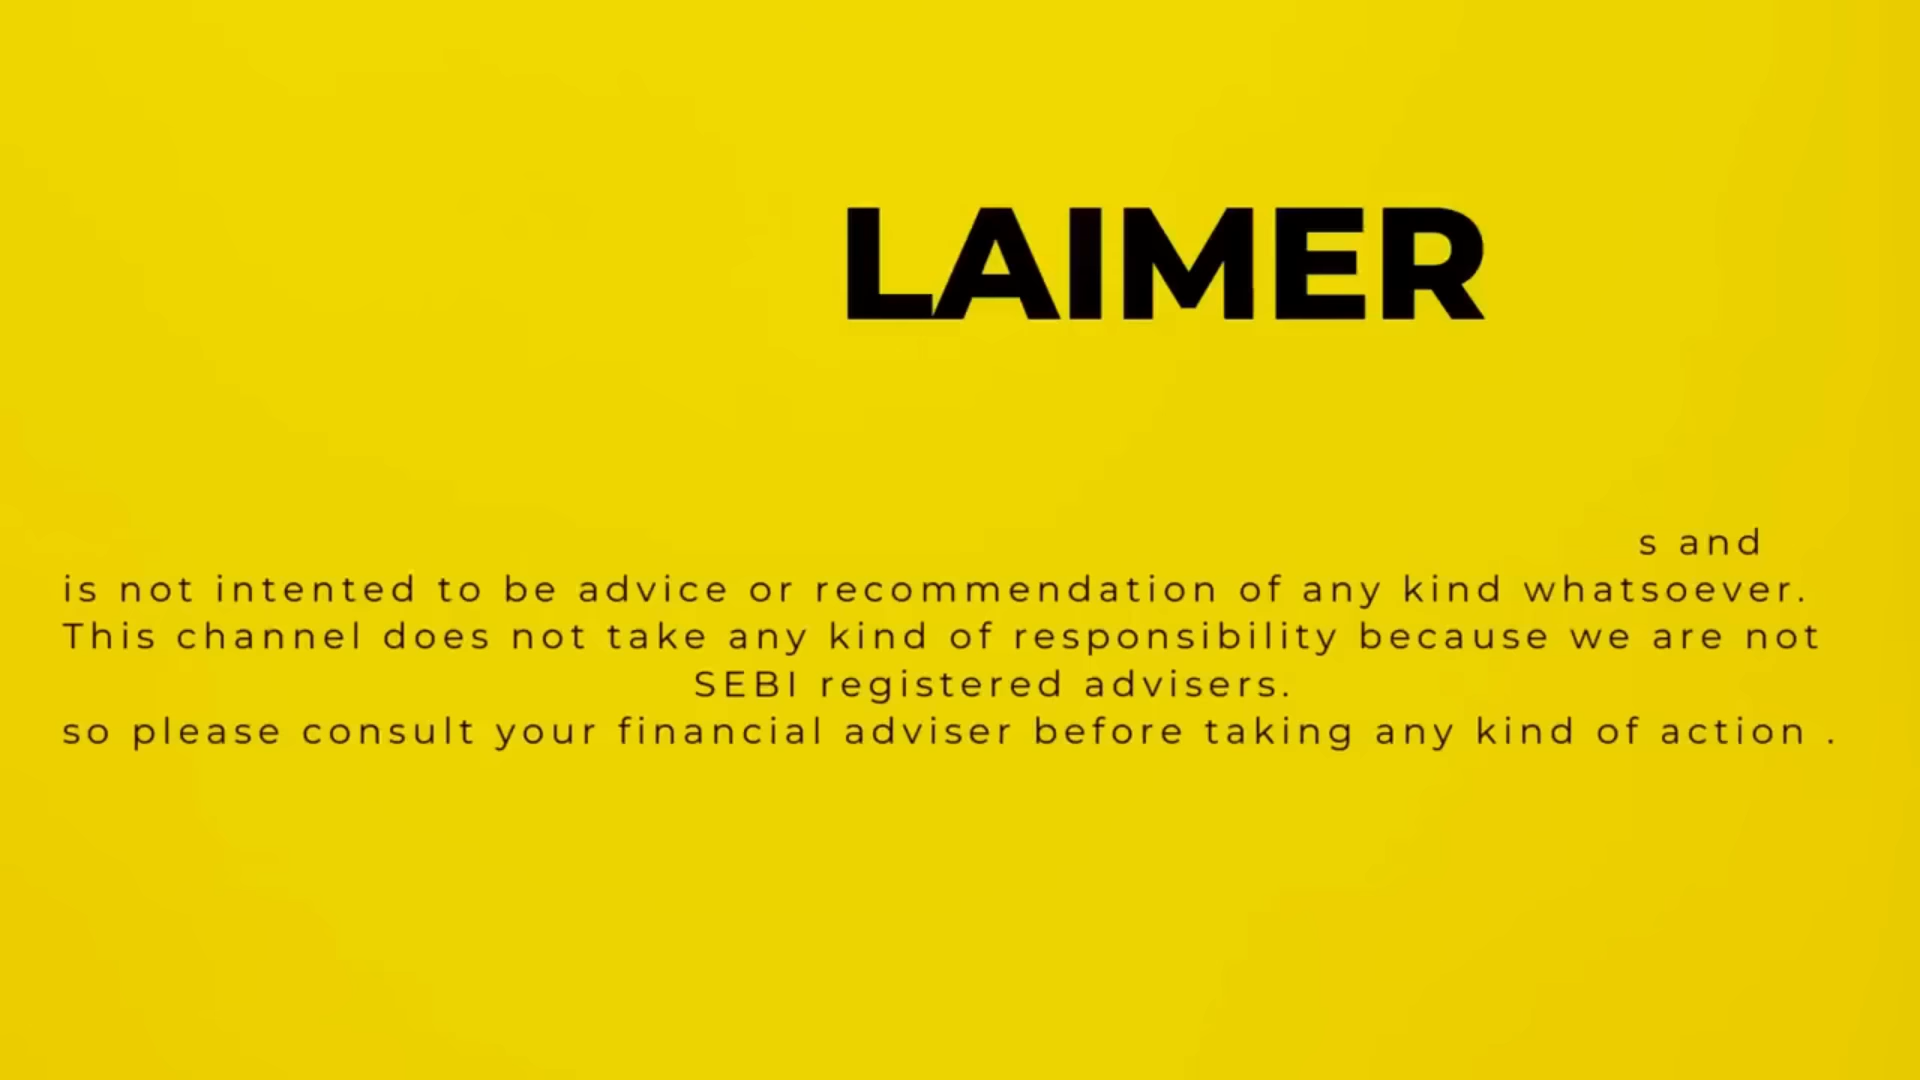 LAIMER
s and
is not intented to be advice or recommendation of any kind whatsoever.
This channel does not take any kind of responsibility because we are not
SEBI registered advisers.
so please consult your financial adviser before taking any kind of action .